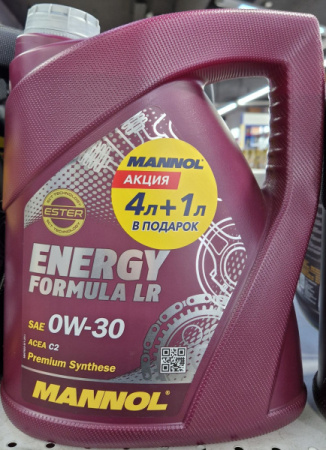 MANNOL
АКЦИЯ
4л+1л
В ПОДАРОК
ESTER
ENERGY
FORMULA LR
SAE 0W-30
ACEA C2
Premium Synthese
MANNOL